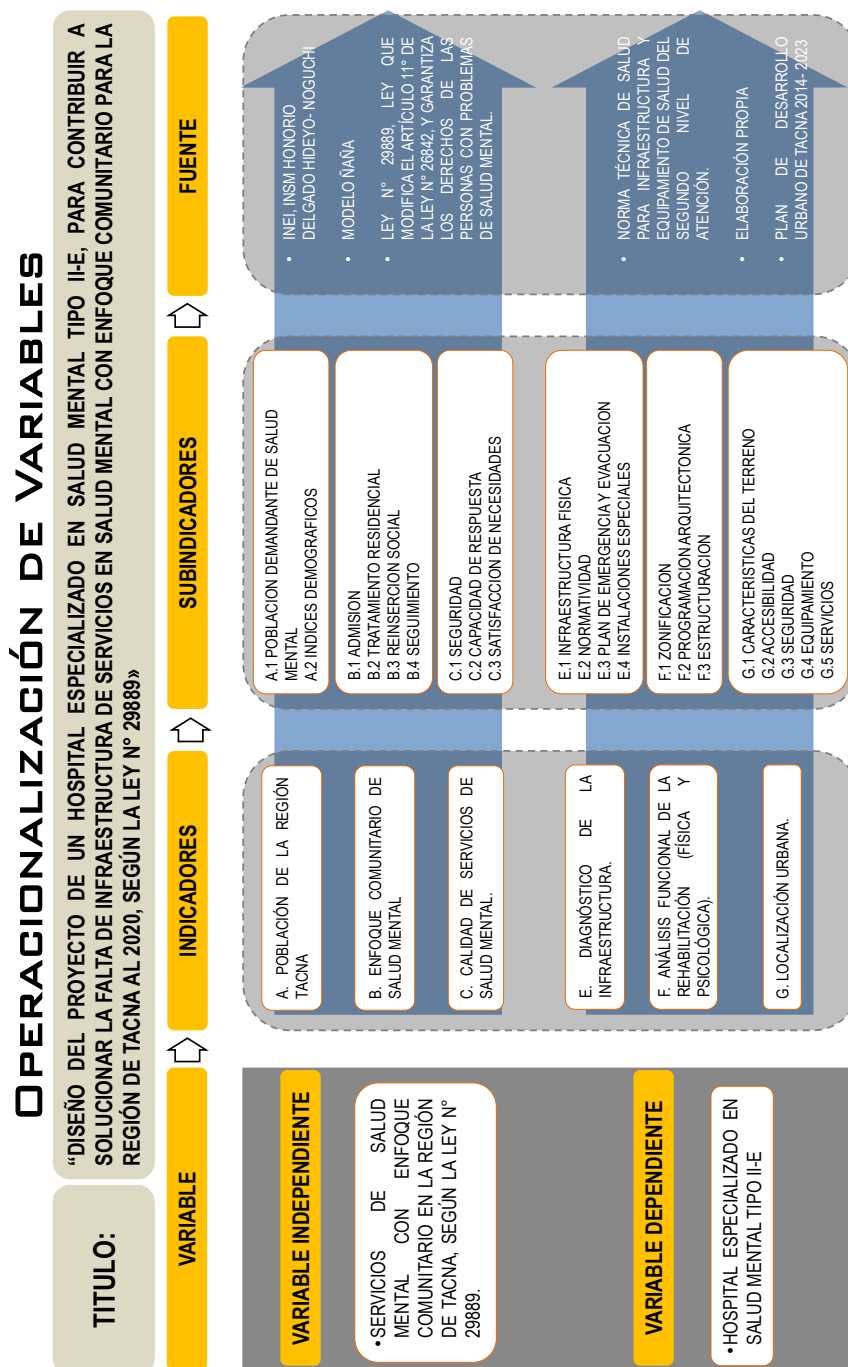 OPERACIONALIZACIÓN DE VARIABLES
TITULO:
“DISEÑO DEL PROYECTO DE UN HOSPITAL ESPECIALIZADO EN SALUD MENTAL TIPO II-E, PARA CONTRIBUIR A
SOLUCIONAR LA FALTA DE INFRAESTRUCTURA DE SERVICIOS EN SALUD MENTAL CON ENFOQUE COMUNITARIO PARA LA
REGIÓN DE TACNA AL 2020, SEGÚN LA LEY N° 29889»
VARIABLE
INDICADORES
SUBINDICADORES
FUENTE
VARIABLE INDEPENDIENTE
•SERVICIOS DE SALUD
MENTAL CON ENFOQUE
COMUNITARIO EN LA REGIÓN
DE TACNA, SEGÚN LA LEY N°
29889.
A. POBLACIÓN DE LA REGIÓN
TACNA
B. ENFOQUE COMUNITARIO DE
SALUD MENTAL
C. CALIDAD DE SERVICIOS DE
SALUD MENTAL.
A.1 POBLACION DEMANDANTE DE SALUD
MENTAL
A.2 INDICES DEMOGRAFICOS
B.1 ADMISION
B.2 TRATAMIENTO RESIDENCIAL
B.3 REINSERCION SOCIAL
B.4 SEGUIMIENTO
C.1 SEGURIDAD
C.2 CAPACIDAD DE RESPUESTA
C.3 SATISFACCION DE NECESIDADES
• INEI, INSM HONORIO
DELGADO HIDEYO- NOGUCHI
• MODELO ÑAÑA
• LEY N° 29889, LEY QUE
MODIFICA EL ARTÍCULO 11° DE
LA LEY N° 26842, Y GARANTIZA
LOS DERECHOS DE LAS
PERSONAS CON PROBLEMAS
DE SALUD MENTAL.
VARIABLE DEPENDIENTE
•HOSPITAL ESPECIALIZADO EN
SALUD MENTAL TIPO II-E
E. DIAGNÓSTICO DE LA
INFRAESTRUCTURA.
F. ANÁLISIS FUNCIONAL DE LA
REHABILITACIÓN (FÍSICA Y
PSICOLÓGICA).
G. LOCALIZACIÓN URBANA.
E.1 INFRAESTRUCTURA FISICA
E.2 NORMATIVIDAD
E.3 PLAN DE EMERGENCIA Y EVACUACION
E.4 INSTALACIONES ESPECIALES
F.1 ZONIFICACION
F.2 PROGRAMACION ARQUITECTONICA
F.3 ESTRUCTURACION
G.1 CARACTERISTICAS DEL TERRENO
G.2 ACCESIBILIDAD
G.3 SEGURIDAD
G.4 EQUIPAMIENTO
G.5 SERVICIOS
• NORMA TÉCNICA DE SALUD
PARA INFRAESTRUCTURA Y
EQUIPAMIENTO DE SALUD DEL
SEGUNDO NIVEL DE
ATENCIÓN.
• ELABORACIÓN PROPIA
• PLAN DE DESARROLLO
URBANO DE TACNA 2014- 2023